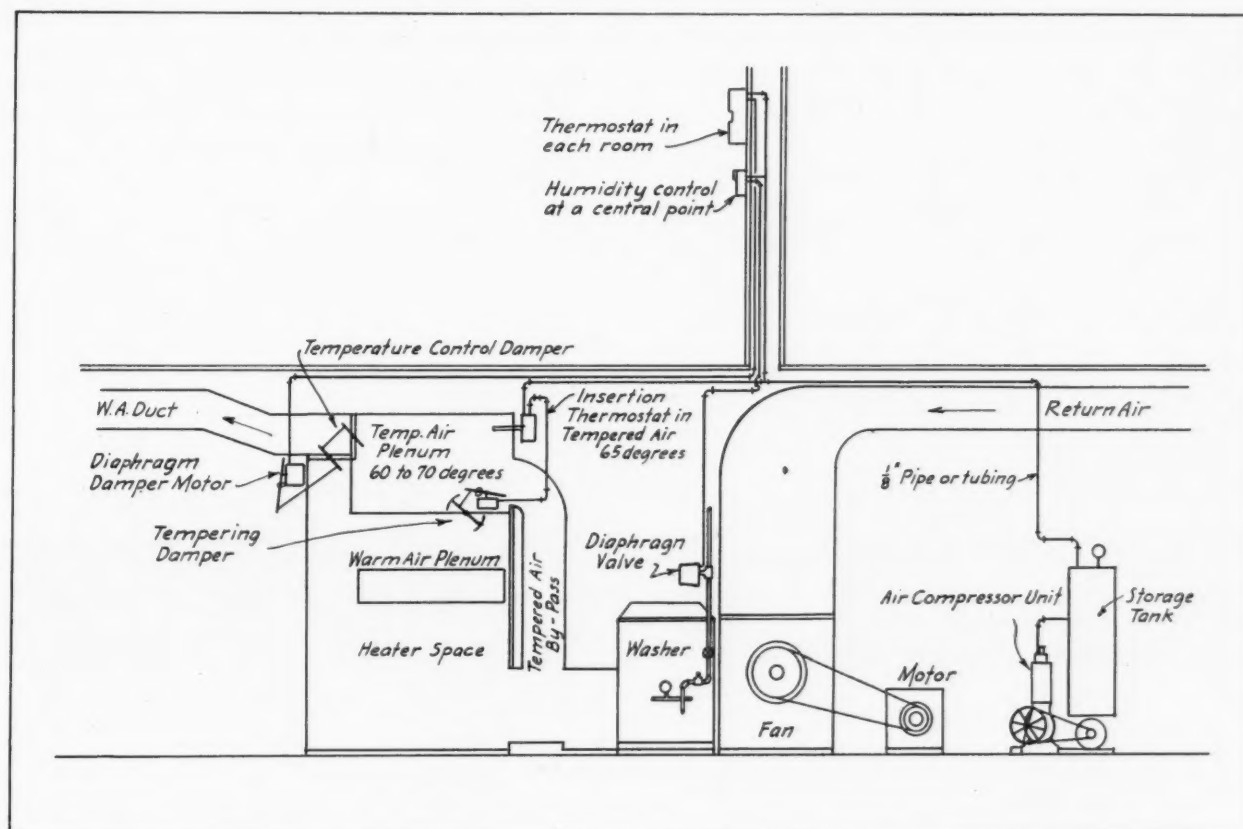 Thermostat in
each room
Humidity control
at a central point
Temperature Control Damper
W.A. Duct
Temp. Air
Plenum
60 to 70 degrees
Insertion
Thermostat in
Tempered Air
65 degrees
Return Air
Diaphragm
Damper Motor
1/8" Pipe or tubing
Tempering
Damper
Warm Air Plenum
Tempered Air
By-Pass
Diaphragn
Valve
Air Compressor Unit
Storage
Tank
Heater Space
Washer
Motor
Fan